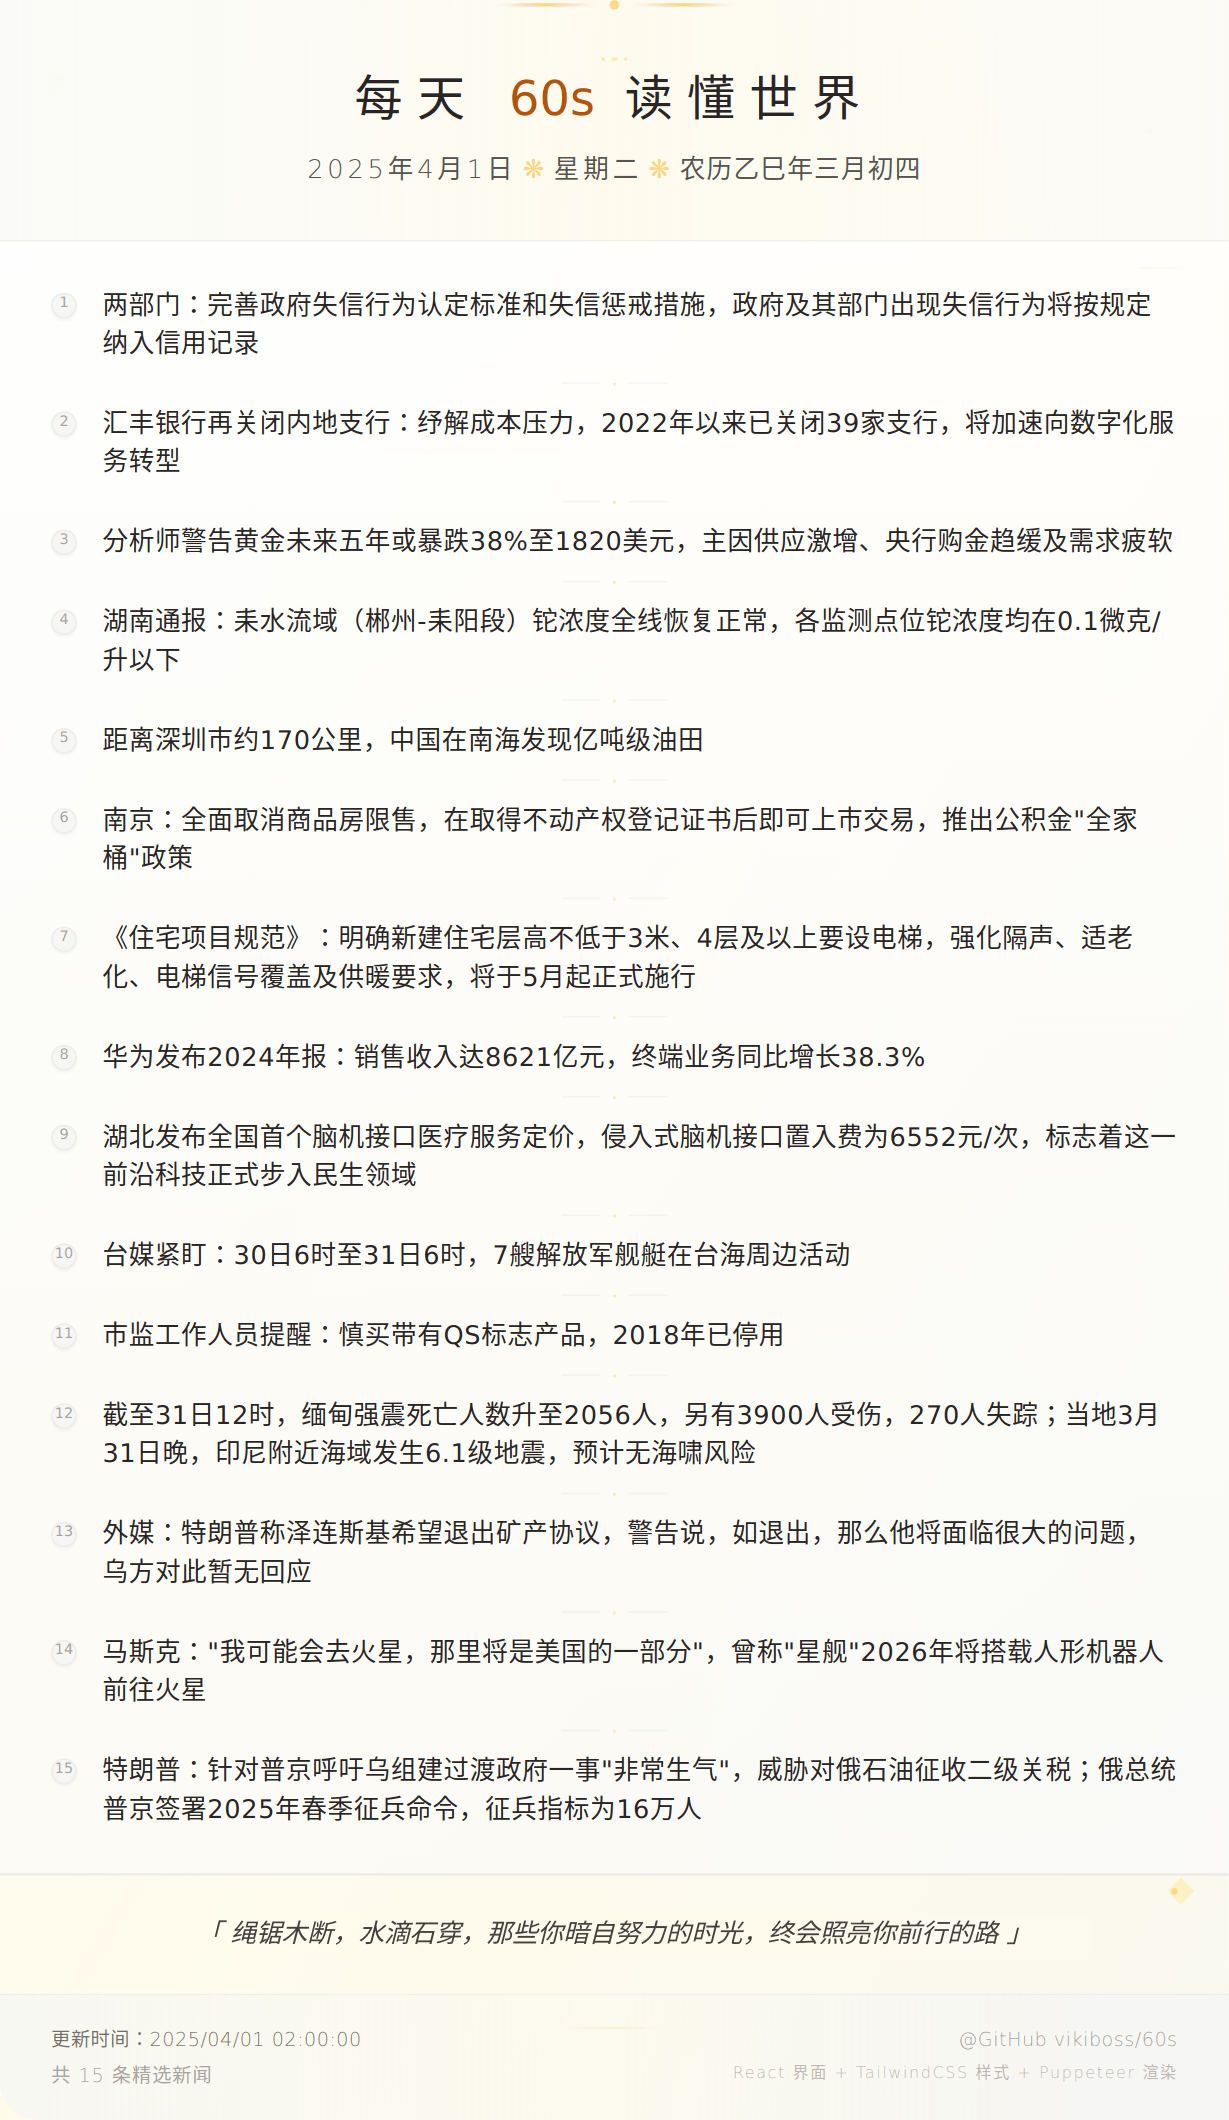 每天 60s 读懂世界
2025年4月1日 ❋ 星期二 ❋ 农历乙巳年三月初四
1 两部门：完善政府失信行为认定标准和失信惩戒措施，政府及其部门出现失信行为将按规定
纳入信用记录
2 汇丰银行再关闭内地支行：纾解成本压力，2022年以来已关闭39家支行，将加速向数字化服
务转型
3 分析师警告黄金未来五年或暴跌38%至1820美元，主因供应激增、央行购金趋缓及需求疲软
4 湖南通报：耒水流域（郴州-耒阳段）铊浓度全线恢复正常，各监测点位铊浓度均在0.1微克/
升以下
5 距离深圳市约170公里，中国在南海发现亿吨级油田
6 南京：全面取消商品房限售，在取得不动产权登记证书后即可上市交易，推出公积金"全家
桶"政策
7 《住宅项目规范》：明确新建住宅层高不低于3米、4层及以上要设电梯，强化隔声、适老
化、电梯信号覆盖及供暖要求，将于5月起正式施行
8 华为发布2024年报：销售收入达8621亿元，终端业务同比增长38.3%
9 湖北发布全国首个脑机接口医疗服务定价，侵入式脑机接口置入费为6552元/次，标志着这一
前沿科技正式步入民生领域
10 台媒紧盯：30日6时至31日6时，7艘解放军舰艇在台海周边活动
11 市监工作人员提醒：慎买带有QS标志产品，2018年已停用
12 截至31日12时，缅甸强震死亡人数升至2056人，另有3900人受伤，270人失踪；当地3月
31日晚，印尼附近海域发生6.1级地震，预计无海啸风险
13 外媒：特朗普称泽连斯基希望退出矿产协议，警告说，如退出，那么他将面临很大的问题，
乌方对此暂无回应
14 马斯克："我可能会去火星，那里将是美国的一部分"，曾称"星舰"2026年将搭载人形机器人
前往火星
15 特朗普：针对普京呼吁乌组建过渡政府一事"非常生气"，威胁对俄石油征收二级关税；俄总统
普京签署2025年春季征兵命令，征兵指标为16万人
「 绳锯木断，水滴石穿，那些你暗自努力的时光，终会照亮你前行的路 」
更新时间：2025/04/01 02:00:00
@GitHub vikiboss/60s
共 15 条精选新闻
React 界面 + TailwindCSS 样式 + Puppeteer 渲染